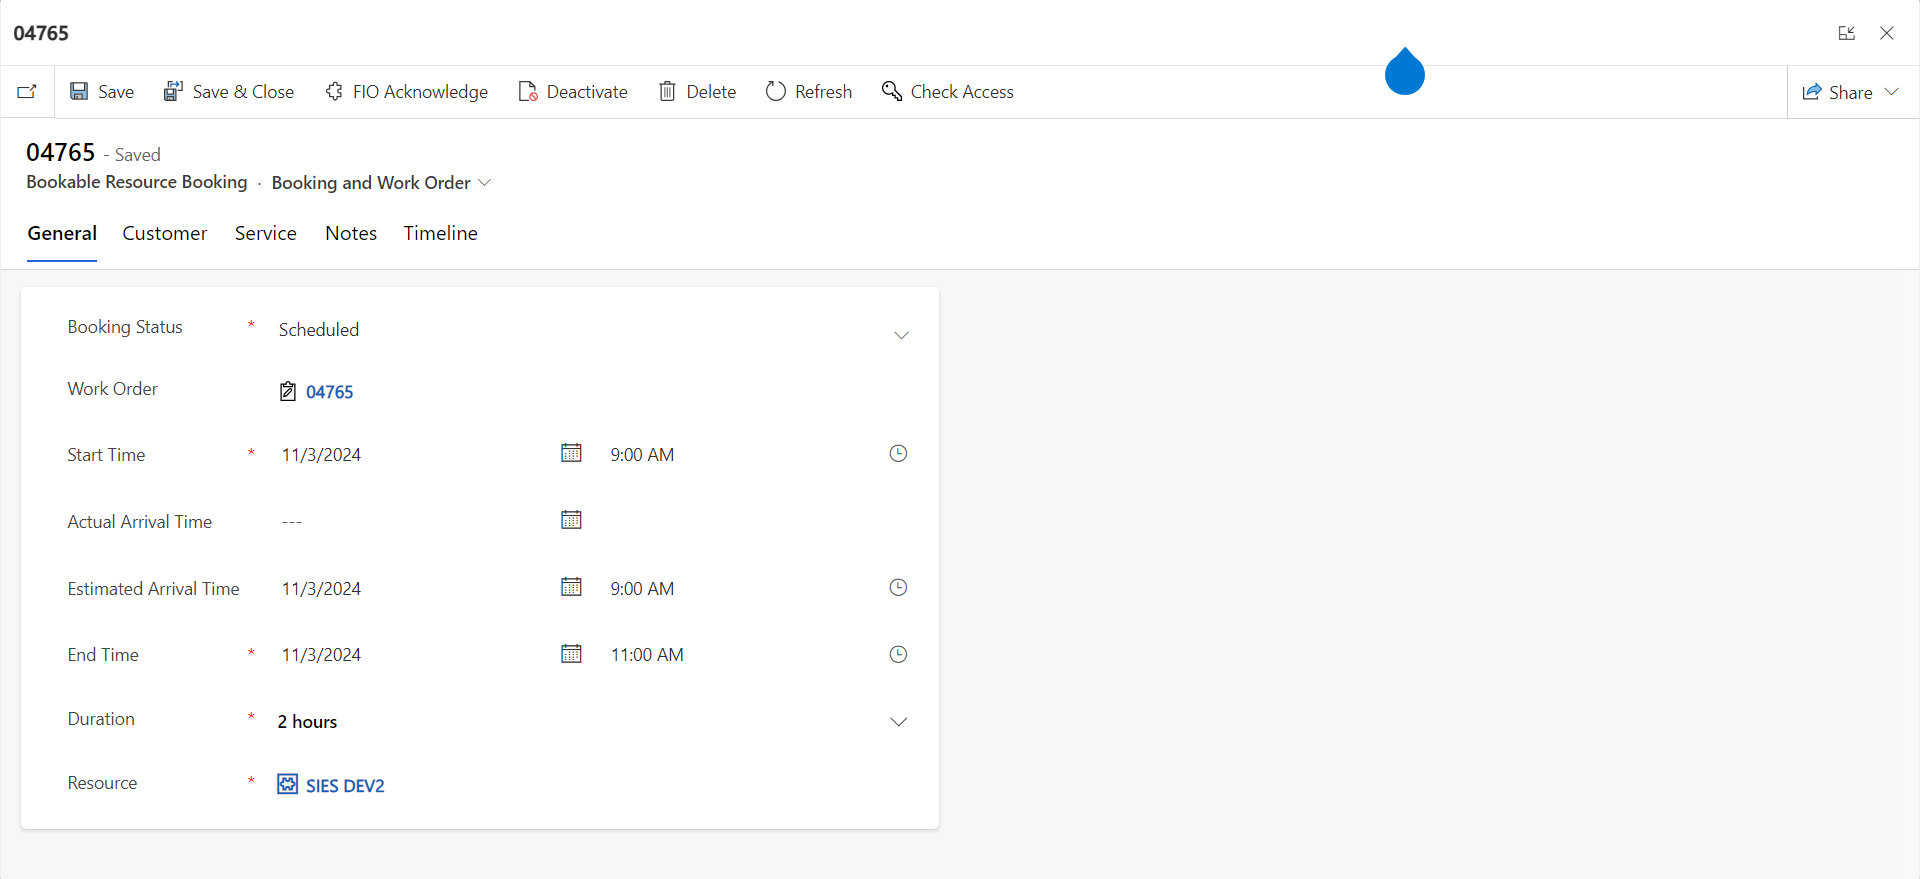 04765
Save Save & Close FIO Acknowledge Deactivate Delete Refresh Check Access Share
04765 - Saved
Bookable Resource Booking · Booking and Work Order
General Customer Service Notes Timeline
Booking Status * Scheduled
Work Order 04765
Start Time * 11/3/2024 9:00 AM
Actual Arrival Time ---
Estimated Arrival Time 11/3/2024 9:00 AM
End Time * 11/3/2024 11:00 AM
Duration * 2 hours
Resource * SIES DEV2